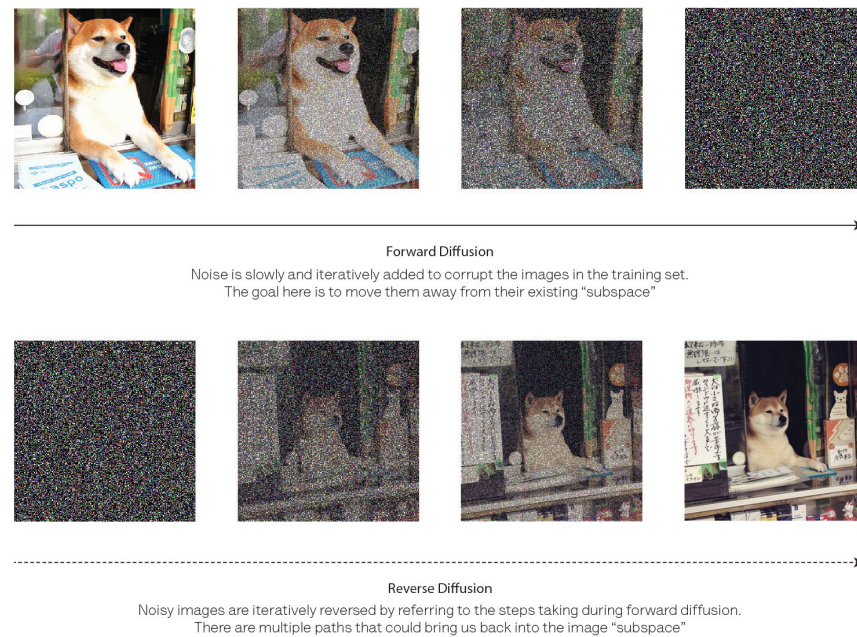 aspo
Forward Diffusion
Noise is slowly and iteratively added to corrupt the images in the training set.
The goal here is to move them away from their existing “subspace”
Reverse Diffusion
Noisy images are iteratively reversed by referring to the steps taking during forward diffusion.
There are multiple paths that could bring us back into the image “subspace”